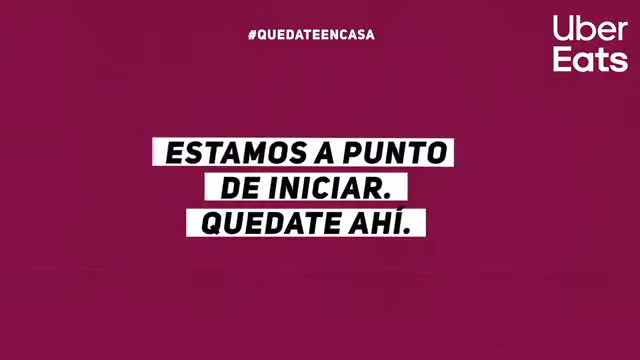 #QUEDATEENCASA
Uber
Eats
ESTAMOS A PUNTO
DE INICIAR.
QUEDATE AHÍ.